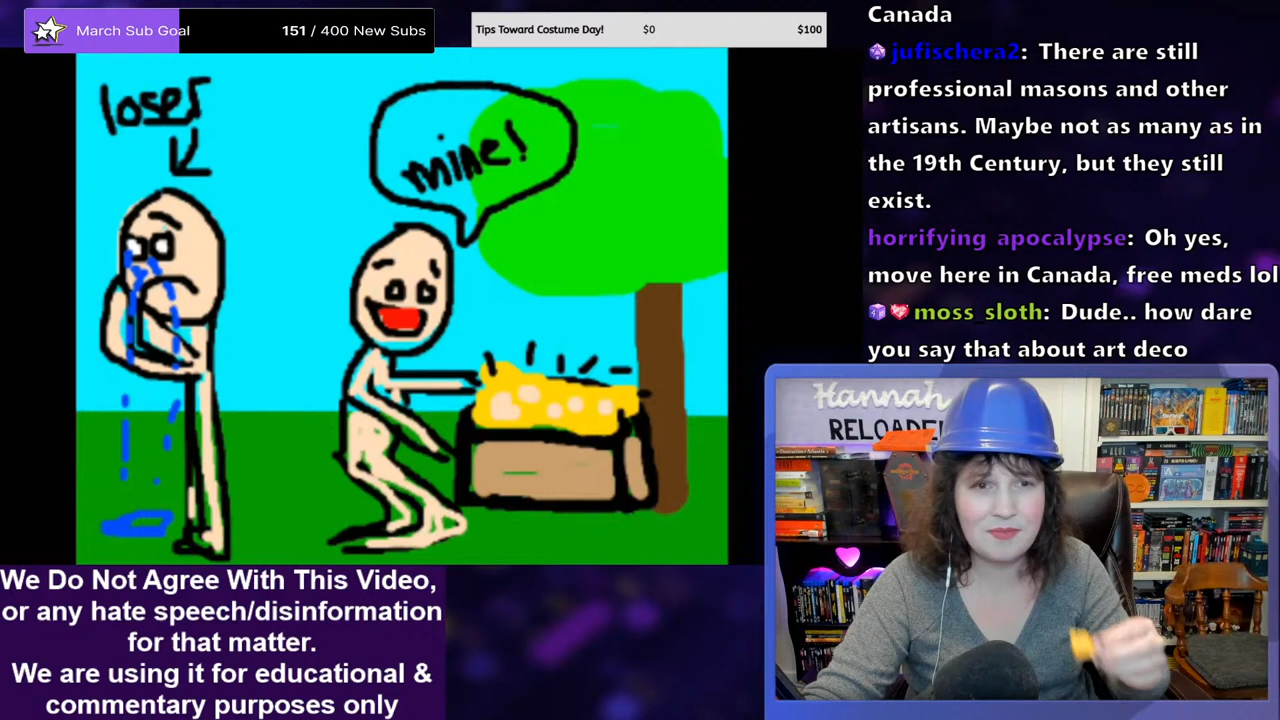 March Sub Goal
151 / 400 New Subs
Tips Toward Costume Day!
$0
$100
loser
mine!
Canada
jufischera2: There are still
professional masons and other
artisans. Maybe not as many as in
the 19th Century, but they still
exist.
horrifying_apocalypse: Oh yes,
move here in Canada, free meds lol
moss_sloth: Dude.. how dare
you say that about art deco
Hannah
RELOADED
We Do Not Agree With This Video,
or any hate speech/disinformation
for that matter.
We are using it for educational &
commentary purposes only